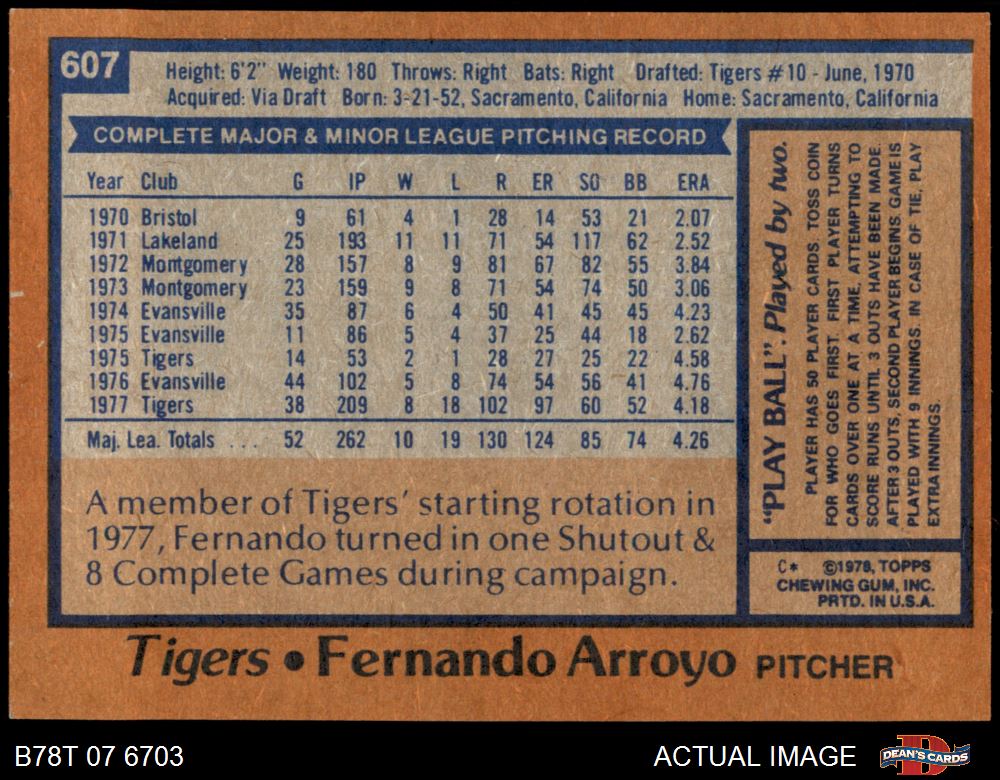 607
Height: 6'2" Weight: 180 Throws: Right Bats: Right Drafted: Tigers #10 - June, 1970
Acquired: Via Draft Born: 3-21-52, Sacramento, California Home: Sacramento, California
COMPLETE MAJOR & MINOR LEAGUE PITCHING RECORD
Year Club G IP W L R ER SO BB ERA
1970 Bristol 9 61 4 1 28 14 53 21 2.07
1971 Lakeland 25 193 11 11 71 54 117 62 2.52
1972 Montgomery 28 157 8 9 81 67 82 55 3.84
1973 Montgomery 23 159 9 8 71 54 74 50 3.06
1974 Evansville 35 87 6 4 50 41 45 45 4.23
1975 Evansville 11 86 5 4 37 25 44 18 2.62
1975 Tigers 14 53 2 1 28 27 25 22 4.58
1976 Evansville 44 102 5 8 74 54 56 41 4.76
1977 Tigers 38 209 8 18 102 97 60 52 4.18
Maj. Lea. Totals ... 52 262 10 19 130 124 85 74 4.26
A member of Tigers' starting rotation in
1977, Fernando turned in one Shutout &
8 Complete Games during campaign.
"PLAY BALL". Played by two.
PLAYER HAS 50 PLAYER CARDS. TOSS COIN
FOR WHO GOES FIRST. FIRST PLAYER TURNS
CARDS OVER ONE AT A TIME, ATTEMPTING TO
SCORE RUNS UNTIL 3 OUTS HAVE BEEN MADE.
AFTER 3 OUTS, SECOND PLAYER BEGINS. GAME IS
PLAYED WITH 9 INNINGS. IN CASE OF TIE, PLAY
EXTRA INNINGS.
C* ©1978, TOPPS
CHEWING GUM, INC.
PRTD. IN U.S.A.
Tigers • Fernando Arroyo PITCHER
B78T 07 6703
ACTUAL IMAGE
DEAN'S CARDS